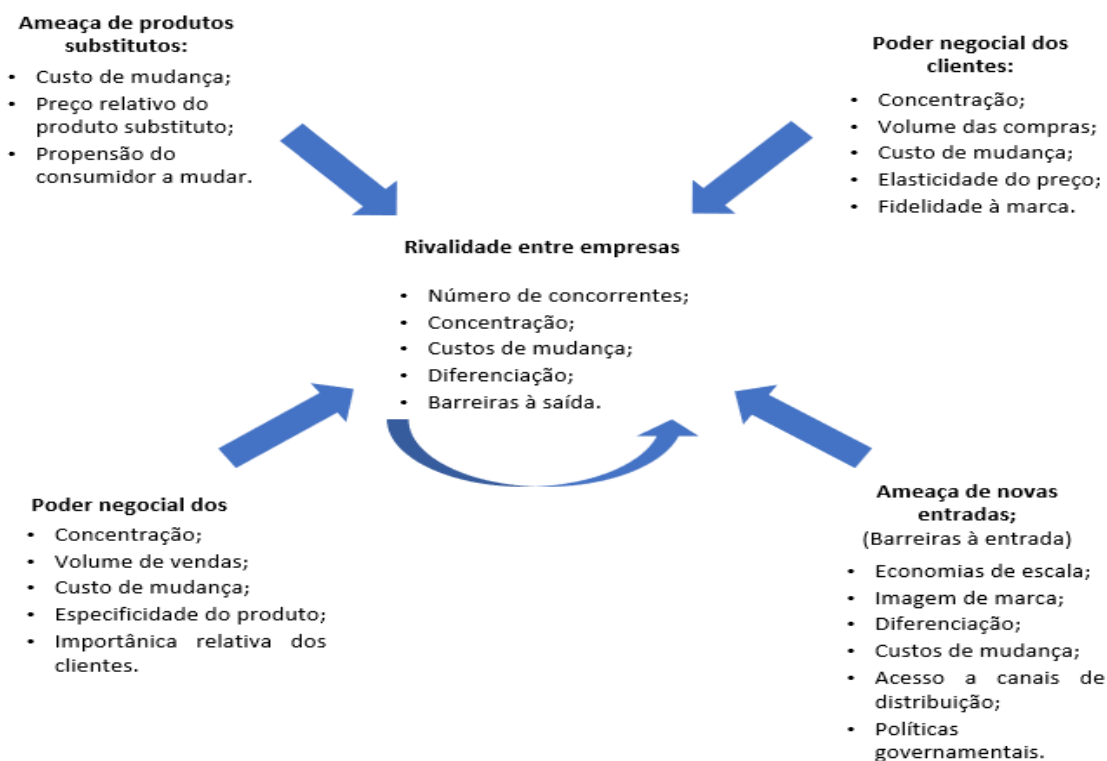 Ameaça de produtos
substitutos:
• Custo de mudança;
• Preço relativo do
produto substituto;
• Propensão do
consumidor a mudar.
Poder negocial dos
clientes:
• Concentração;
• Volume das compras;
• Custo de mudança;
• Elasticidade do preço;
• Fidelidade à marca.
Rivalidade entre empresas
• Número de concorrentes;
• Concentração;
• Custos de mudança;
• Diferenciação;
• Barreiras à saída.
Poder negocial dos
• Concentração;
• Volume de vendas;
• Custo de mudança;
• Especificidade do produto;
• Importânica relativa dos
clientes.
Ameaça de novas
entradas;
(Barreiras à entrada)
• Economias de escala;
• Imagem de marca;
• Diferenciação;
• Custos de mudança;
• Acesso a canais de
distribuição;
• Políticas
governamentais.